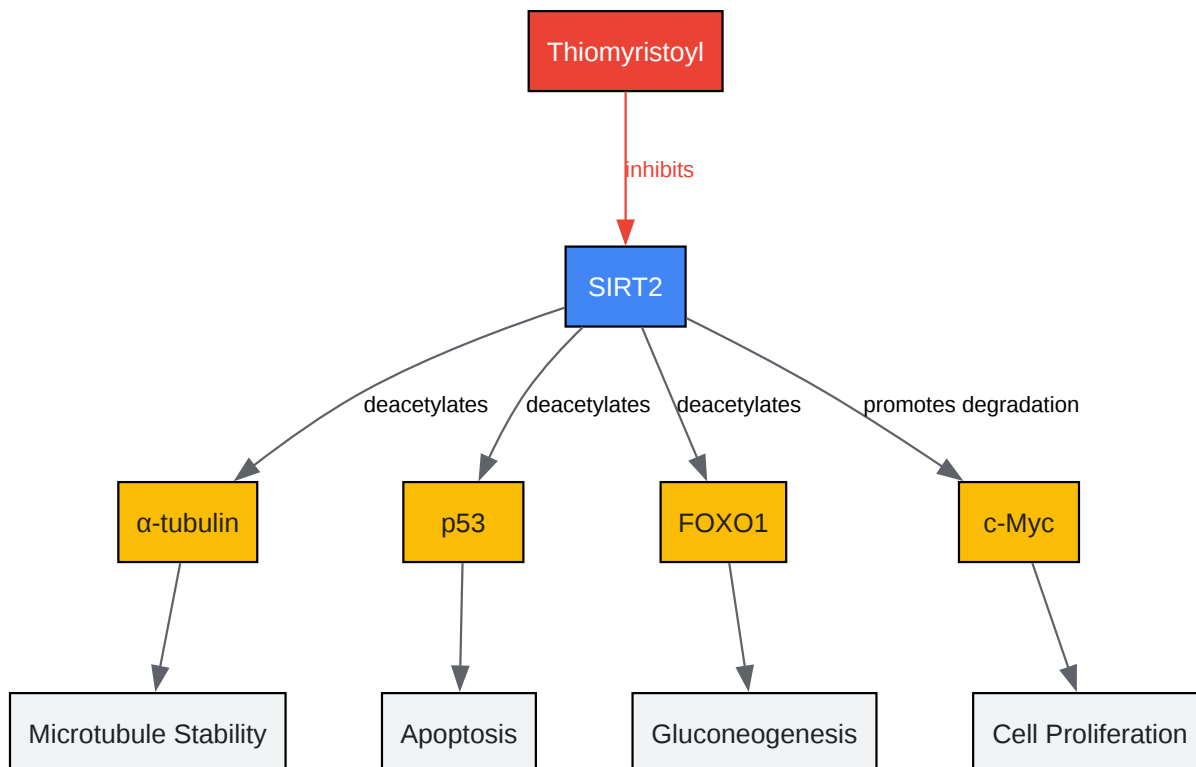 Thiomyristoyl
inhibits
SIRT2
deacetylates
deacetylates
deacetylates
promotes degradation
α-tubulin
p53
FOXO1
c-Myc
Microtubule Stability
Apoptosis
Gluconeogenesis
Cell Proliferation